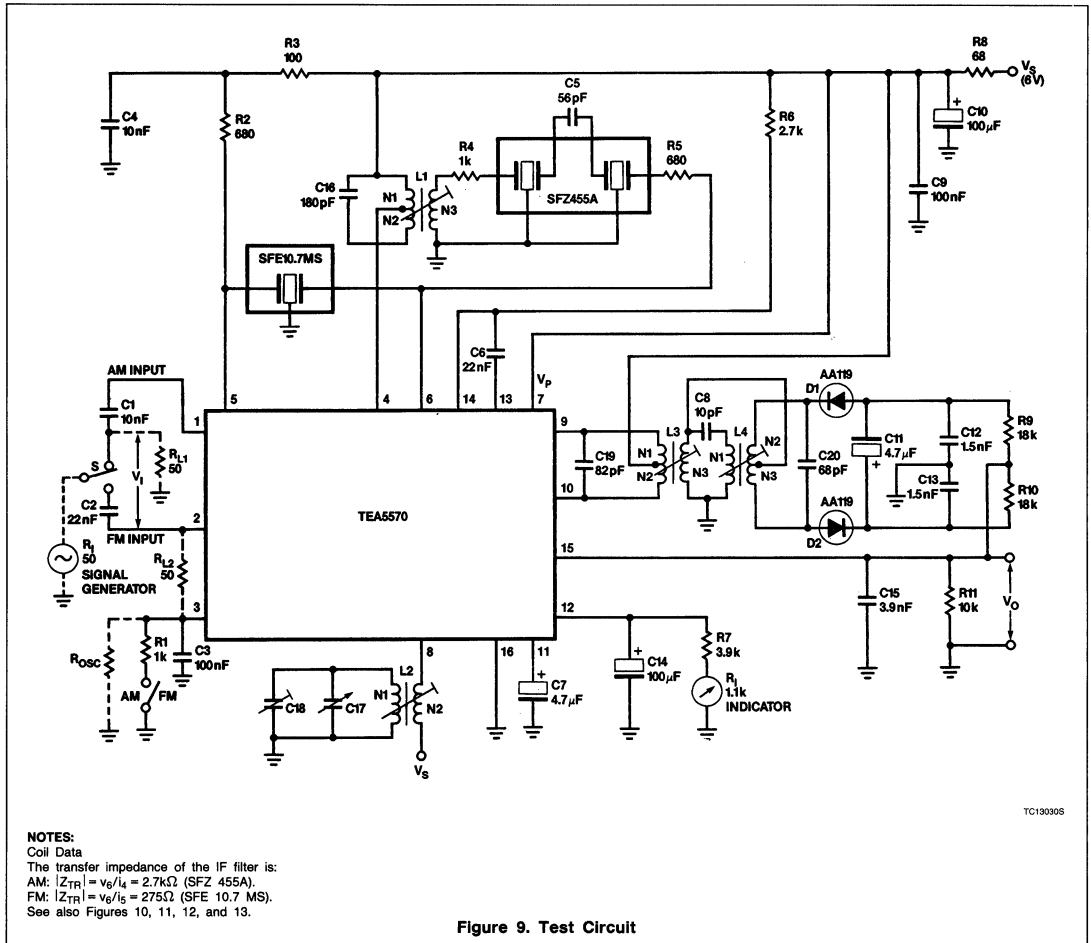 R3
100
R8
68
VS
(6V)
C4
10nF
R2
680
C5
56pF
R6
2.7k
+
C10
100μF
R4
1k
R5
680
L1
C16
180pF
N1
N2
N3
SFZ455A
C9
100nF
SFE10.7MS
C6
22nF
VP
AM INPUT
5
4
6
14
13
7
C1
10nF
1
S
VI
RL1
50
C2
22nF
FM INPUT
2
RI
50
SIGNAL
GENERATOR
RL2
50
3
ROSC
R1
1k
C3
100nF
AM
FM
TEA5570
9
10
C19
82pF
N1
N2
L3
N3
C8
10pF
N1
L4
N2
N3
C20
68pF
D1
AA119
AA119
D2
C11
4.7μF
+
C12
1.5nF
C13
1.5nF
R9
18k
R10
18k
15
12
C15
3.9nF
R11
10k
VO
8
16
11
C18
C17
N1
L2
N2
VS
+
C7
4.7μF
+
C14
100μF
R7
3.9k
RI
1.1k
INDICATOR
TC13030S
NOTES:
Coil Data
The transfer impedance of the IF filter is:
AM: |ZTR| = v6/i4 = 2.7kΩ (SFZ 455A).
FM: |ZTR| = v6/i5 = 275Ω (SFE 10.7 MS).
See also Figures 10, 11, 12, and 13.
Figure 9. Test Circuit